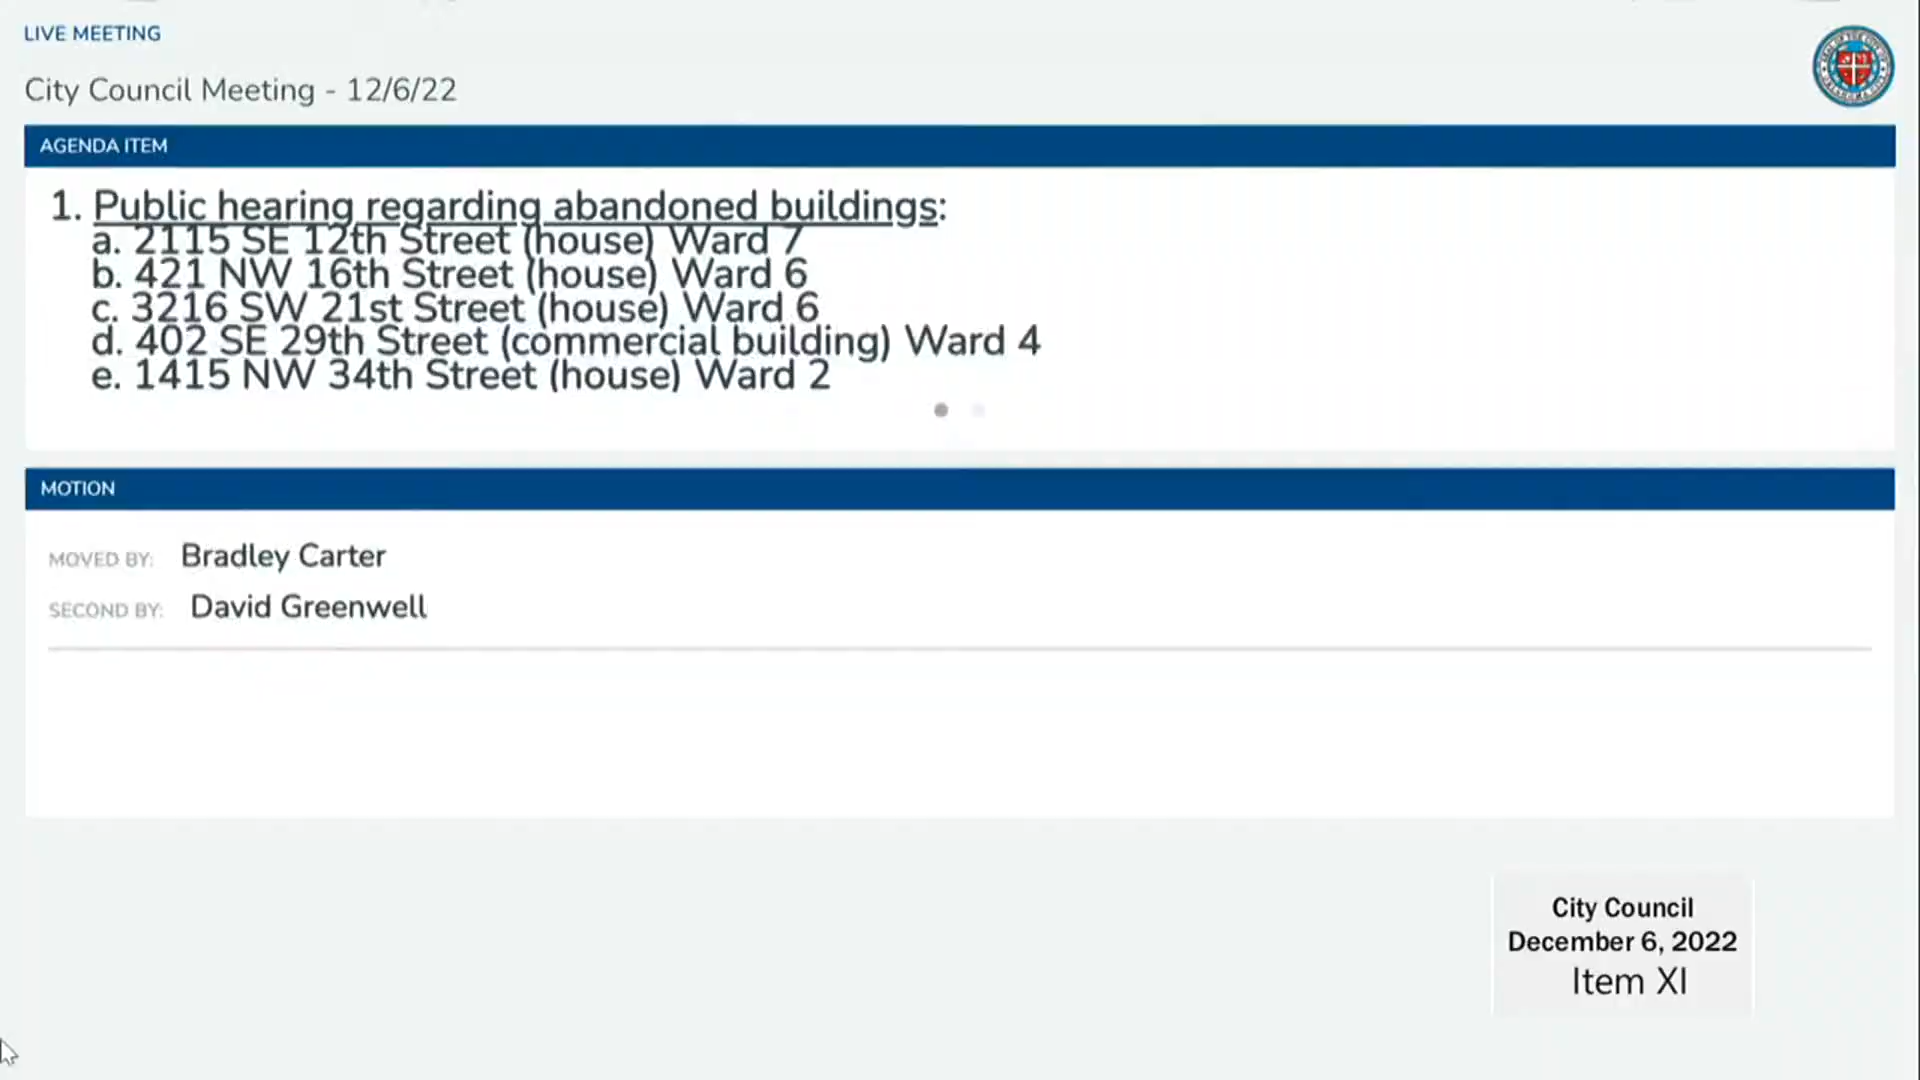 LIVE MEETING
City Council Meeting - 12/6/22
AGENDA ITEM
1. Public hearing regarding abandoned buildings:
a. 2115 SE 12th Street (house) Ward 7
b. 421 NW 16th Street (house) Ward 6
c. 3216 SW 21st Street (house) Ward 6
d. 402 SE 29th Street (commercial building) Ward 4
e. 1415 NW 34th Street (house) Ward 2
MOTION
MOVED BY: Bradley Carter
SECOND BY: David Greenwell
City Council
December 6, 2022
Item XI